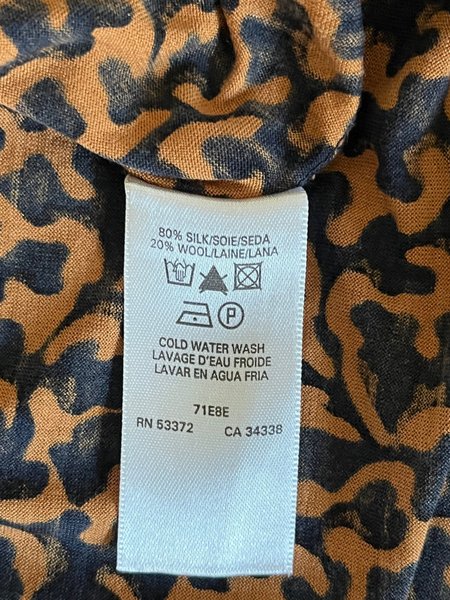 80% SILK/SOIE/SEDA
20% WOOL/LAINE/LANA
P
COLD WATER WASH
LAVAGE D'EAU FROIDE
LAVAR EN AGUA FRIA
71E8E
RN 53372 CA 34338